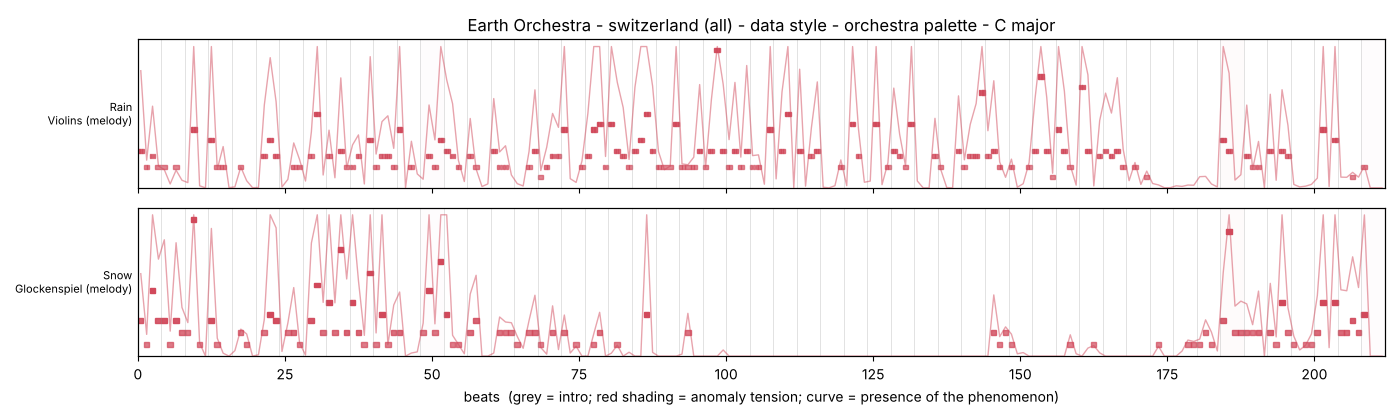 Earth Orchestra - switzerland (all) - data style - orchestra palette - C major
Rain
Violins (melody)
Snow
Glockenspiel (melody)
0 25 50 75 100 125 150 175 200
beats (grey = intro; red shading = anomaly tension; curve = presence of the phenomenon)